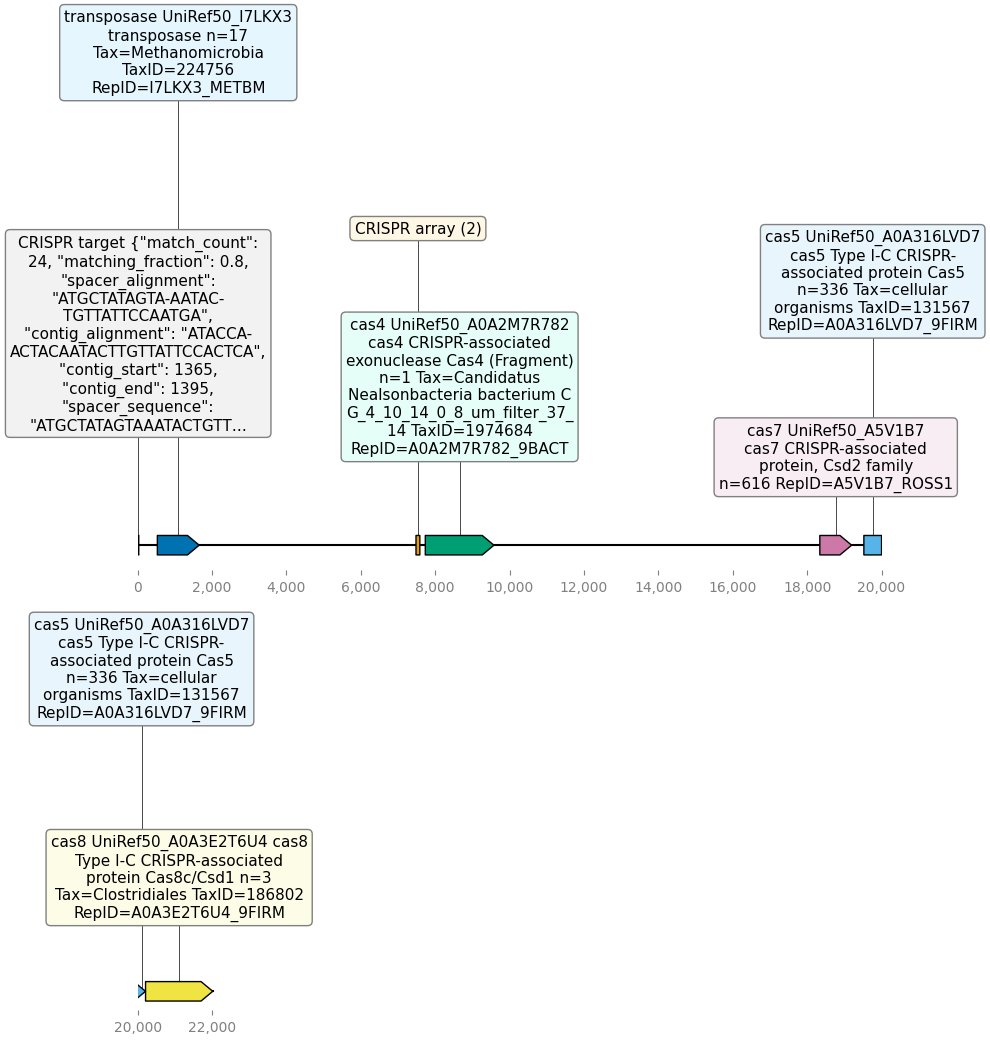 transposase UniRef50_I7LKX3
transposase n=17
Tax=Methanomicrobia
TaxID=224756
RepID=I7LKX3_METBM
CRISPR target {"match_count":
24, "matching_fraction": 0.8,
"spacer_alignment":
"ATGCTATAGTA-AATAC-
TGTTATTCCAATGA",
"contig_alignment": "ATACCA-
ACTACAATACTTGTTATTCCACTCA",
"contig_start": 1365,
"contig_end": 1395,
"spacer_sequence":
"ATGCTATAGTAAATACTGTT...
CRISPR array (2)
cas4 UniRef50_A0A2M7R782
cas4 CRISPR-associated
exonuclease Cas4 (Fragment)
n=1 Tax=Candidatus
Nealsonbacteria bacterium C
G_4_10_14_0_8_um_filter_37_
14 TaxID=1974684
RepID=A0A2M7R782_9BACT
cas5 UniRef50_A0A316LVD7
cas5 Type I-C CRISPR-
associated protein Cas5
n=336 Tax=cellular
organisms TaxID=131567
RepID=A0A316LVD7_9FIRM
cas7 UniRef50_A5V1B7
cas7 CRISPR-associated
protein, Csd2 family
n=616 RepID=A5V1B7_ROSS1
0 2,000 4,000 6,000 8,000 10,000 12,000 14,000 16,000 18,000 20,000
cas5 UniRef50_A0A316LVD7
cas5 Type I-C CRISPR-
associated protein Cas5
n=336 Tax=cellular
organisms TaxID=131567
RepID=A0A316LVD7_9FIRM
cas8 UniRef50_A0A3E2T6U4 cas8
Type I-C CRISPR-associated
protein Cas8c/Csd1 n=3
Tax=Clostridiales TaxID=186802
RepID=A0A3E2T6U4_9FIRM
20,000 22,000